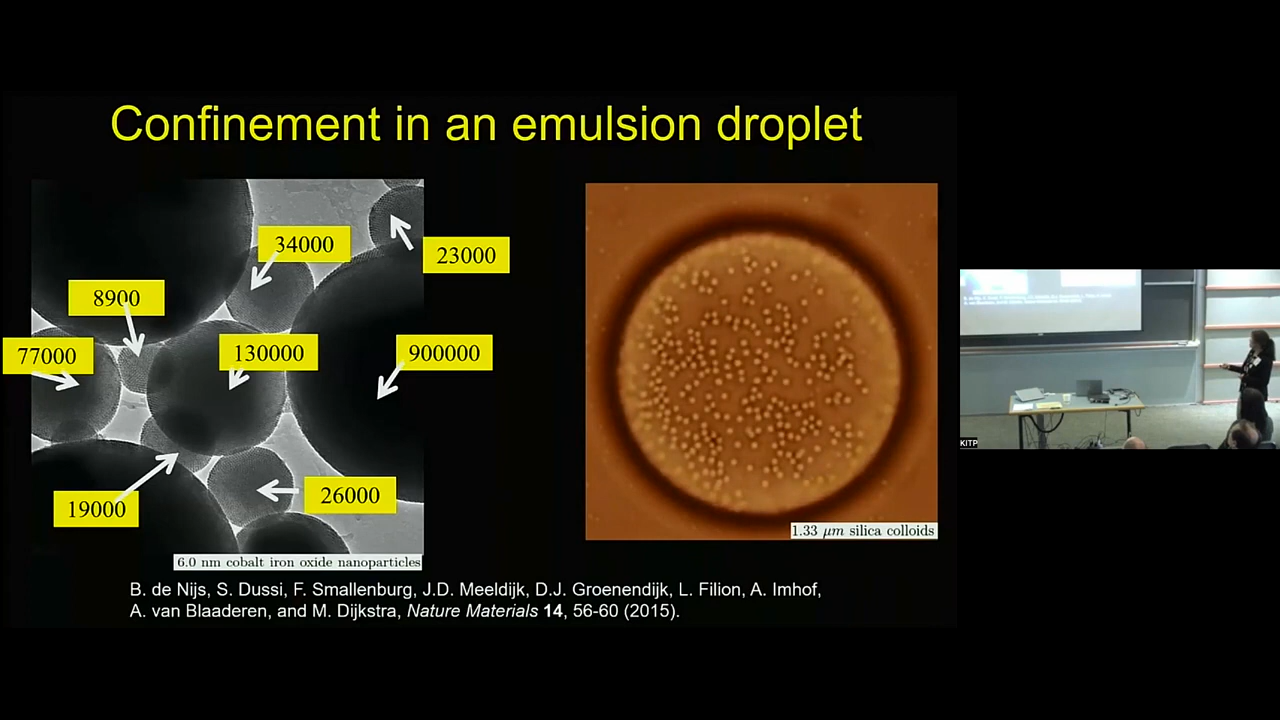 Confinement in an emulsion droplet
34000
23000
8900
77000
130000
900000
19000
26000
6.0 nm cobalt iron oxide nanoparticles
1.33 μm silica colloids
B. de Nijs, S. Dussi, F. Smallenburg, J.D. Meeldijk, D.J. Groenendijk, L. Filion, A. Imhof,
A. van Blaaderen, and M. Dijkstra, Nature Materials 14, 56-60 (2015).
KITP